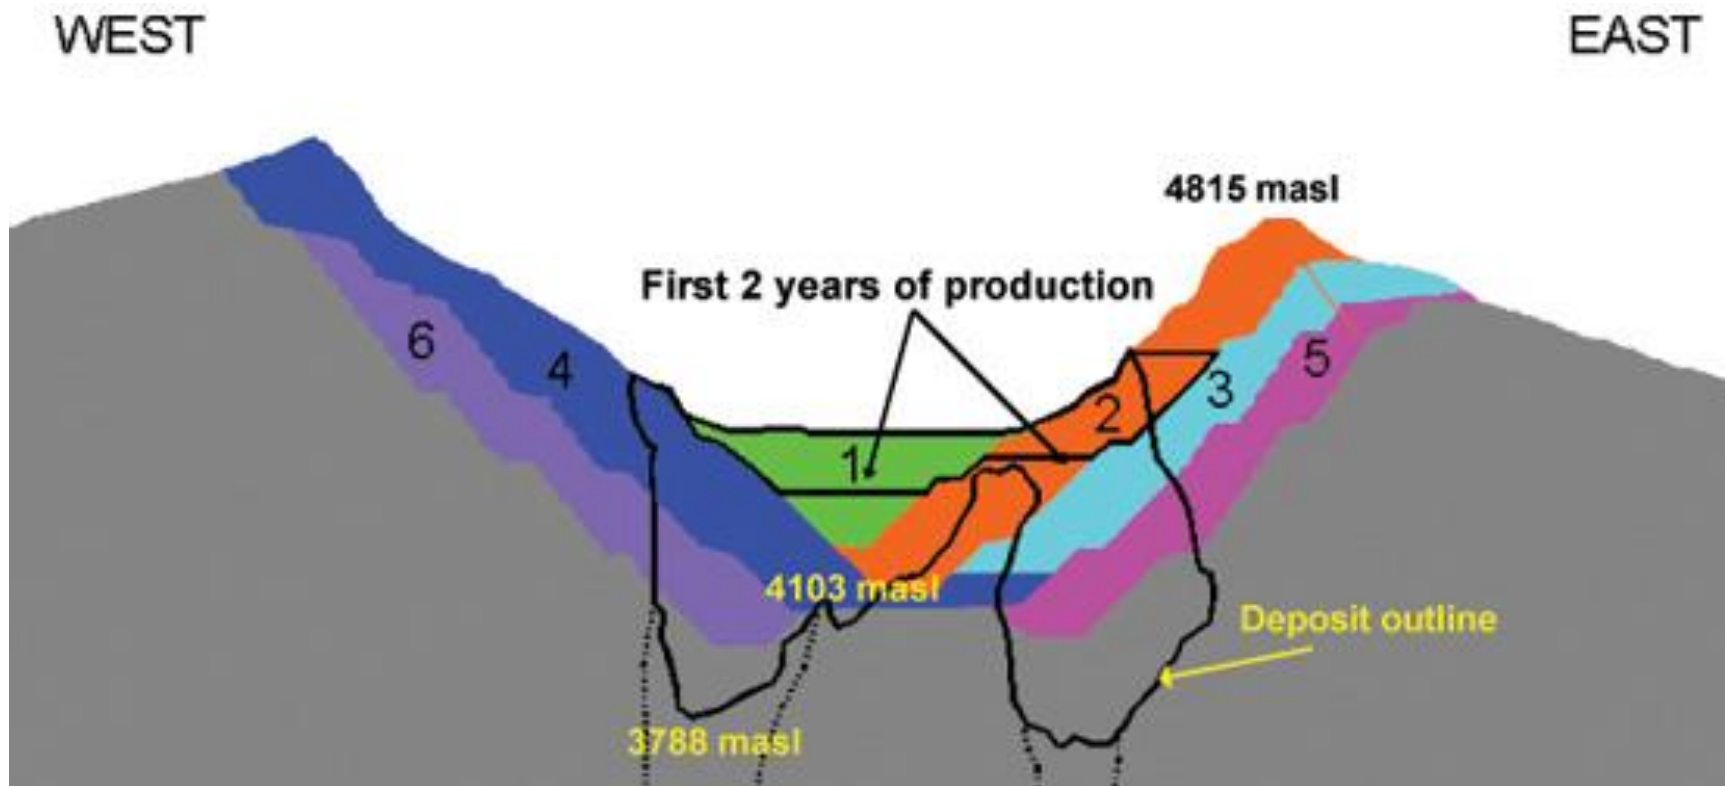 WEST
EAST
4815 masl
First 2 years of production
6
4
5
3
2
1
4103 masl
Deposit outline
3788 masl